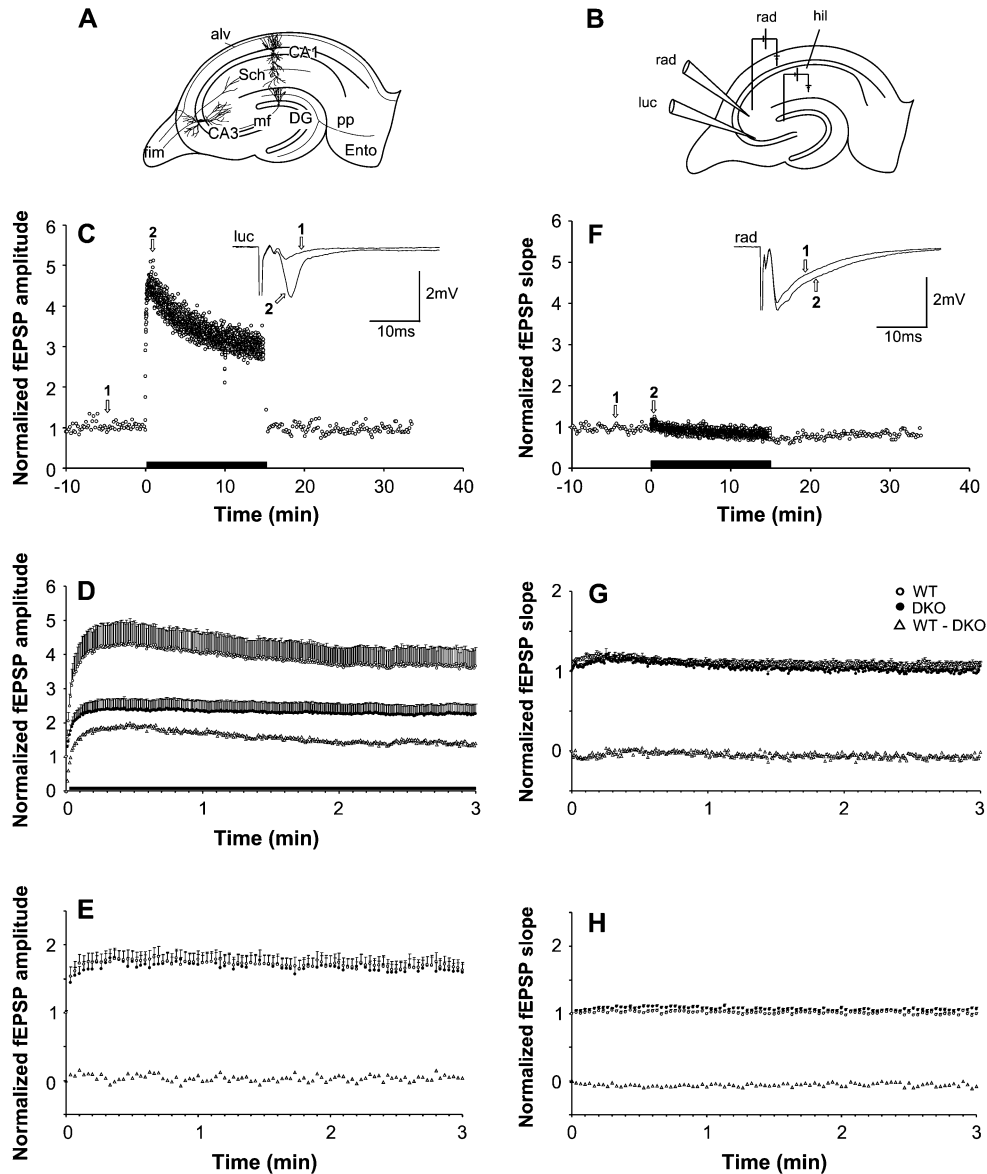 A
alv
CA1
Sch
mf
DG
pp
CA3
fim
Ento
B
rad
hil
rad
luc
C
Normalized fEPSP amplitude
6
5
4
3
2
1
0
-10
0
10
20
30
40
Time (min)
1
2
luc
1
2
2mV
10ms
F
Normalized fEPSP slope
6
5
4
3
2
1
0
-10
0
10
20
30
40
Time (min)
1
2
rad
1
2
2mV
10ms
D
Normalized fEPSP amplitude
6
5
4
3
2
1
0
0
1
2
3
Time (min)
G
Normalized fEPSP slope
2
1
0
0
1
2
3
Time (min)
WT
DKO
WT - DKO
E
Normalized fEPSP amplitude
2
1
0
0
1
2
3
Time (min)
H
Normalized fEPSP slope
2
1
0
0
1
2
3
Time (min)